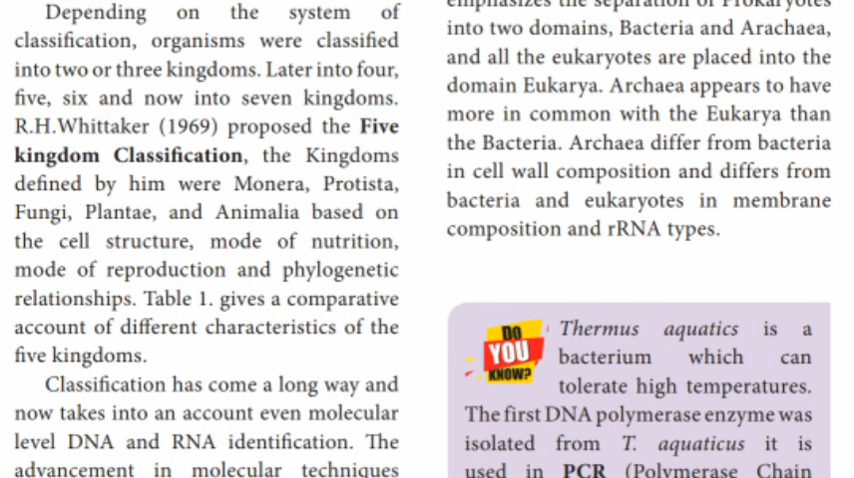 Depending on the system of
classification, organisms were classified
into two or three kingdoms. Later into four,
five, six and now into seven kingdoms.
R.H.Whittaker (1969) proposed the Five
kingdom Classification, the Kingdoms
defined by him were Monera, Protista,
Fungi, Plantae, and Animalia based on
the cell structure, mode of nutrition,
mode of reproduction and phylogenetic
relationships. Table 1. gives a comparative
account of different characteristics of the
five kingdoms.
Classification has come a long way and
now takes into an account even molecular
level DNA and RNA identification. The
advancement in molecular techniques
emphasizes the separation of Prokaryotes
into two domains, Bacteria and Arachaea,
and all the eukaryotes are placed into the
domain Eukarya. Archaea appears to have
more in common with the Eukarya than
the Bacteria. Archaea differ from bacteria
in cell wall composition and differs from
bacteria and eukaryotes in membrane
composition and rRNA types.
DO
YOU
KNOW?
Thermus aquatics is a
bacterium which can
tolerate high temperatures.
The first DNA polymerase enzyme was
isolated from T. aquaticus it is
used in PCR (Polymerase Chain